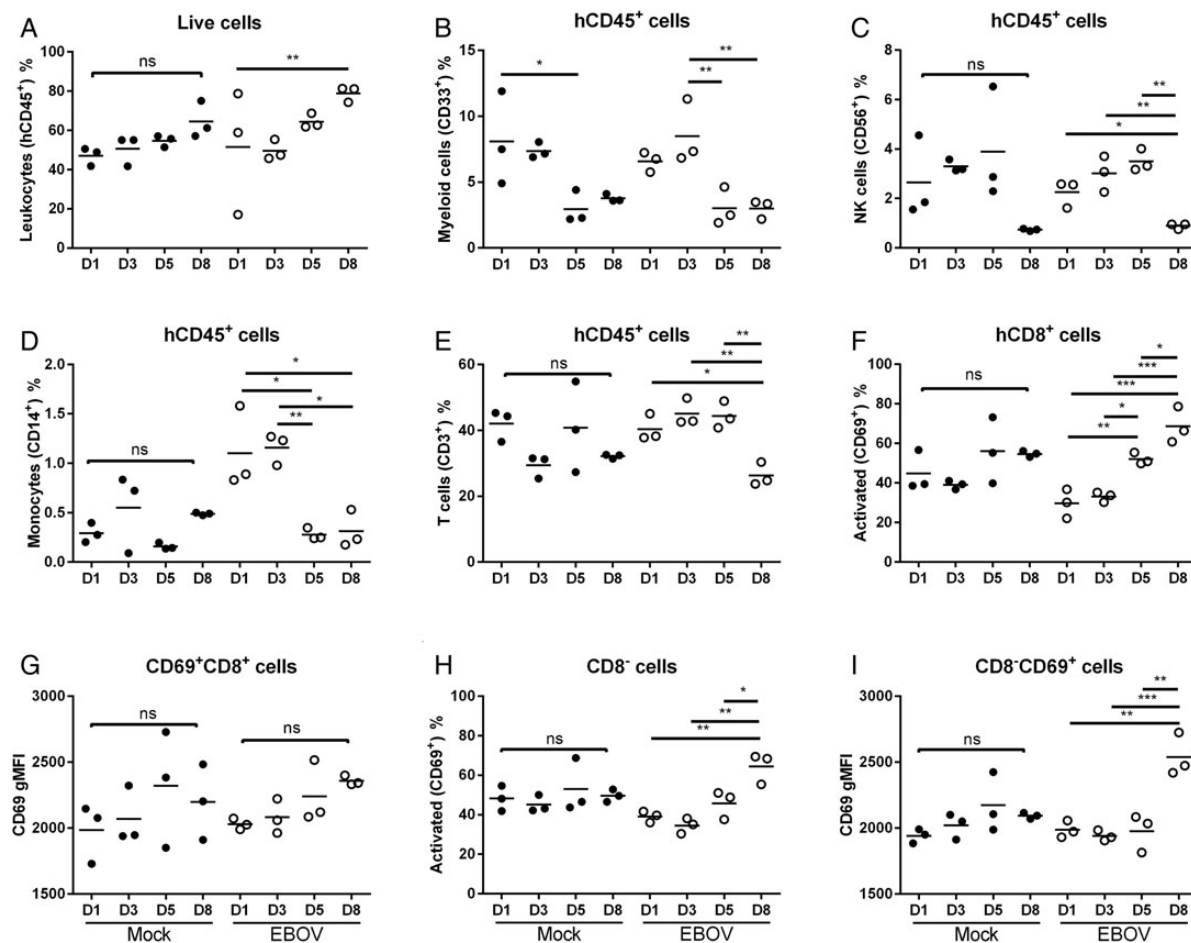 A Live cells
Leukocytes (hCD45+) %
100
80
60
40
20
0
ns
**
D1 D3 D5 D8 D1 D3 D5 D8
B hCD45+ cells
Myeloid cells (CD33+) %
15
10
5
0
*
**
**
D1 D3 D5 D8 D1 D3 D5 D8
C hCD45+ cells
NK cells (CD56+) %
8
6
4
2
0
ns
**
**
*
D1 D3 D5 D8 D1 D3 D5 D8
D hCD45+ cells
Monocytes (CD14+) %
2.0
1.5
1.0
0.5
0.0
ns
*
*
*
**
D1 D3 D5 D8 D1 D3 D5 D8
E hCD45+ cells
T cells (CD3+) %
60
40
20
0
ns
**
**
*
D1 D3 D5 D8 D1 D3 D5 D8
F hCD8+ cells
Activated (CD69+) %
100
80
60
40
20
0
ns
*
***
***
*
**
D1 D3 D5 D8 D1 D3 D5 D8
G CD69+CD8+ cells
CD69 gMFI
3000
2500
2000
1500
ns
ns
D1 D3 D5 D8 D1 D3 D5 D8
Mock EBOV
H CD8- cells
Activated (CD69+) %
100
80
60
40
20
0
ns
*
**
**
D1 D3 D5 D8 D1 D3 D5 D8
Mock EBOV
I CD8-CD69+ cells
CD69 gMFI
3000
2500
2000
1500
ns
**
***
**
D1 D3 D5 D8 D1 D3 D5 D8
Mock EBOV